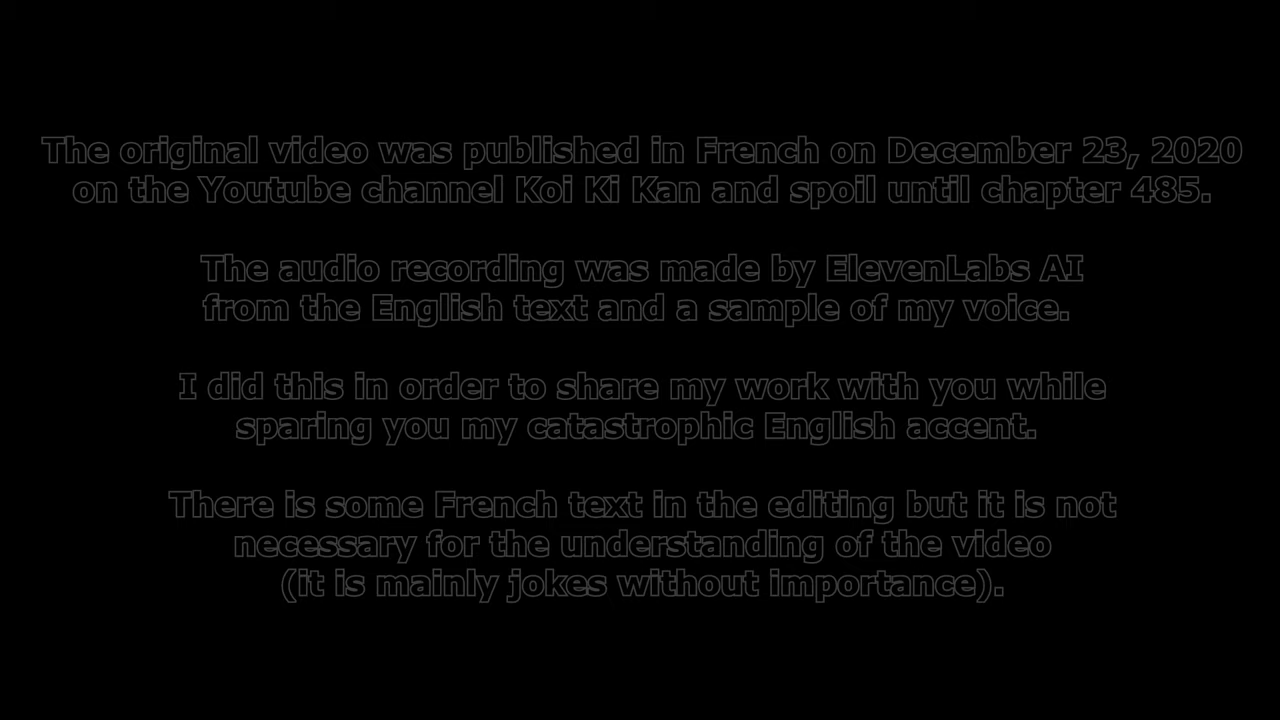 The original video was published in French on December 23, 2020
on the Youtube channel Koi Ki Kan and spoil until chapter 485.
The audio recording was made by ElevenLabs AI
from the English text and a sample of my voice.
I did this in order to share my work with you while
sparing you my catastrophic English accent.
There is some French text in the editing but it is not
necessary for the understanding of the video
(it is mainly jokes without importance).